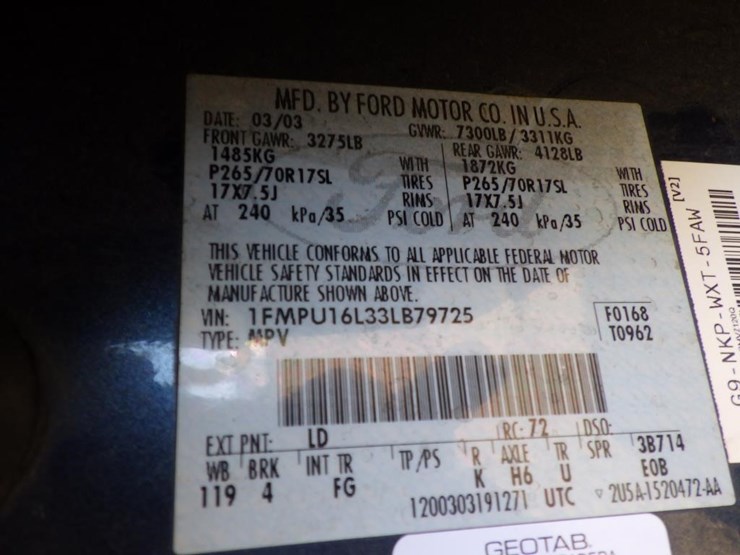 MFD. BY FORD MOTOR CO. IN U.S.A.
DATE: 03/03 GVWR: 7300LB/3311KG
FRONT GAWR: 3275LB REAR GAWR: 4128LB
1485KG WITH 1872KG WITH
P265/70R17SL TIRES P265/70R17SL TIRES
17X7.5J RIMS 17X7.5J RIMS
AT 240 kPa/35 PSI COLD AT 240 kPa/35 PSI COLD
THIS VEHICLE CONFORMS TO ALL APPLICABLE FEDERAL MOTOR
VEHICLE SAFETY STANDARDS IN EFFECT ON THE DATE OF
MANUFACTURE SHOWN ABOVE.
VIN: 1FMPU16L33LB79725 F0168
TYPE: MPV T0962
EXT PNT: LD RC: 72 DSO:
WB BRK INT TR TP/PS R AXLE TR SPR 3B714
119 4 FG K H6 U EOB
1200303191271 UTC 2U5A-1520472-AA
G9-NKP-WXT-5FAW [V2]
GEOTAB